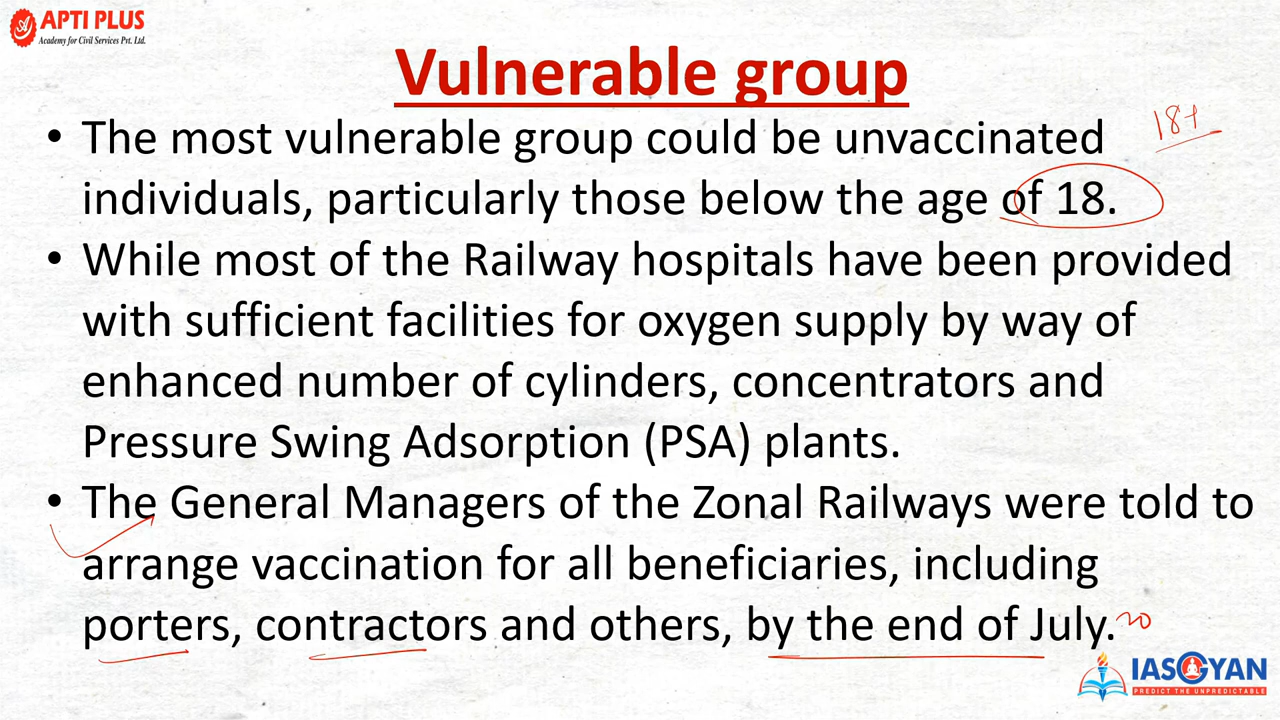 APTI PLUS
Academy for Civil Services Pvt. Ltd.
Vulnerable group
18+
• The most vulnerable group could be unvaccinated
individuals, particularly those below the age of 18.
• While most of the Railway hospitals have been provided
with sufficient facilities for oxygen supply by way of
enhanced number of cylinders, concentrators and
Pressure Swing Adsorption (PSA) plants.
• The General Managers of the Zonal Railways were told to
arrange vaccination for all beneficiaries, including
porters, contractors and others, by the end of July.
IASGYAN
PREDICT THE UNPREDICTABLE